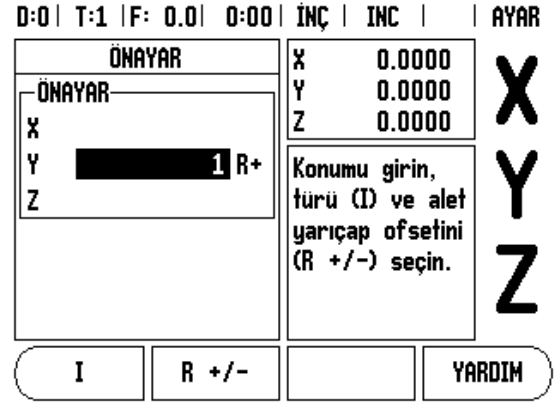 D:0 | T:1 | F: 0.0 | 0:00 | İNÇ | INC | | AYAR
ÖNAYAR
ÖNAYAR
X
Y 1 R+
Z
X 0.0000
Y 0.0000
Z 0.0000
Konumu girin,
türü (I) ve alet
yarıçap ofsetini
(R +/-) seçin.
X
Y
Z
I R +/- YARDIM